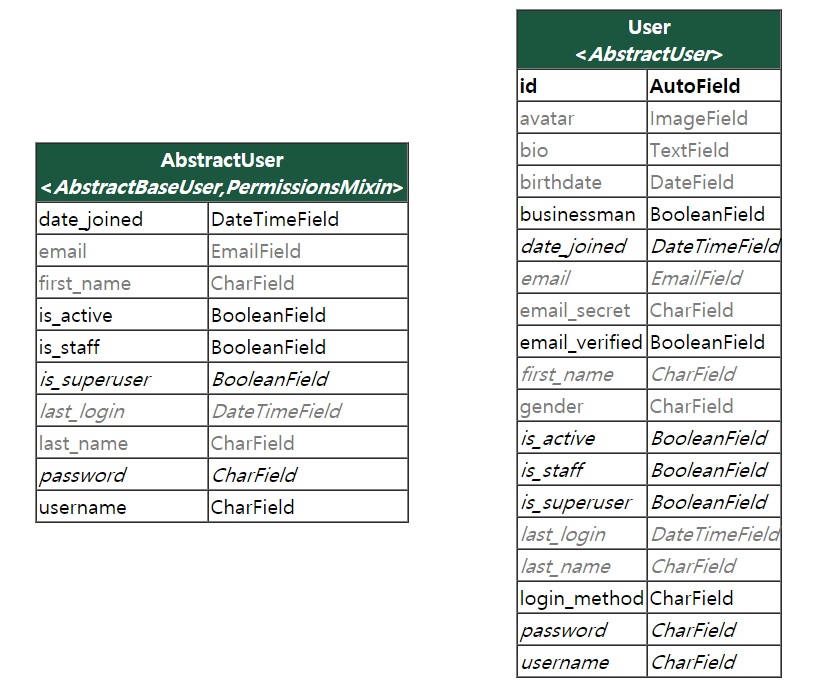 AbstractUser
<AbstractBaseUser,PermissionsMixin>
date_joined DateTimeField
email EmailField
first_name CharField
is_active BooleanField
is_staff BooleanField
is_superuser BooleanField
last_login DateTimeField
last_name CharField
password CharField
username CharField
User
<AbstractUser>
id AutoField
avatar ImageField
bio TextField
birthdate DateField
businessman BooleanField
date_joined DateTimeField
email EmailField
email_secret CharField
email_verified BooleanField
first_name CharField
gender CharField
is_active BooleanField
is_staff BooleanField
is_superuser BooleanField
last_login DateTimeField
last_name CharField
login_method CharField
password CharField
username CharField